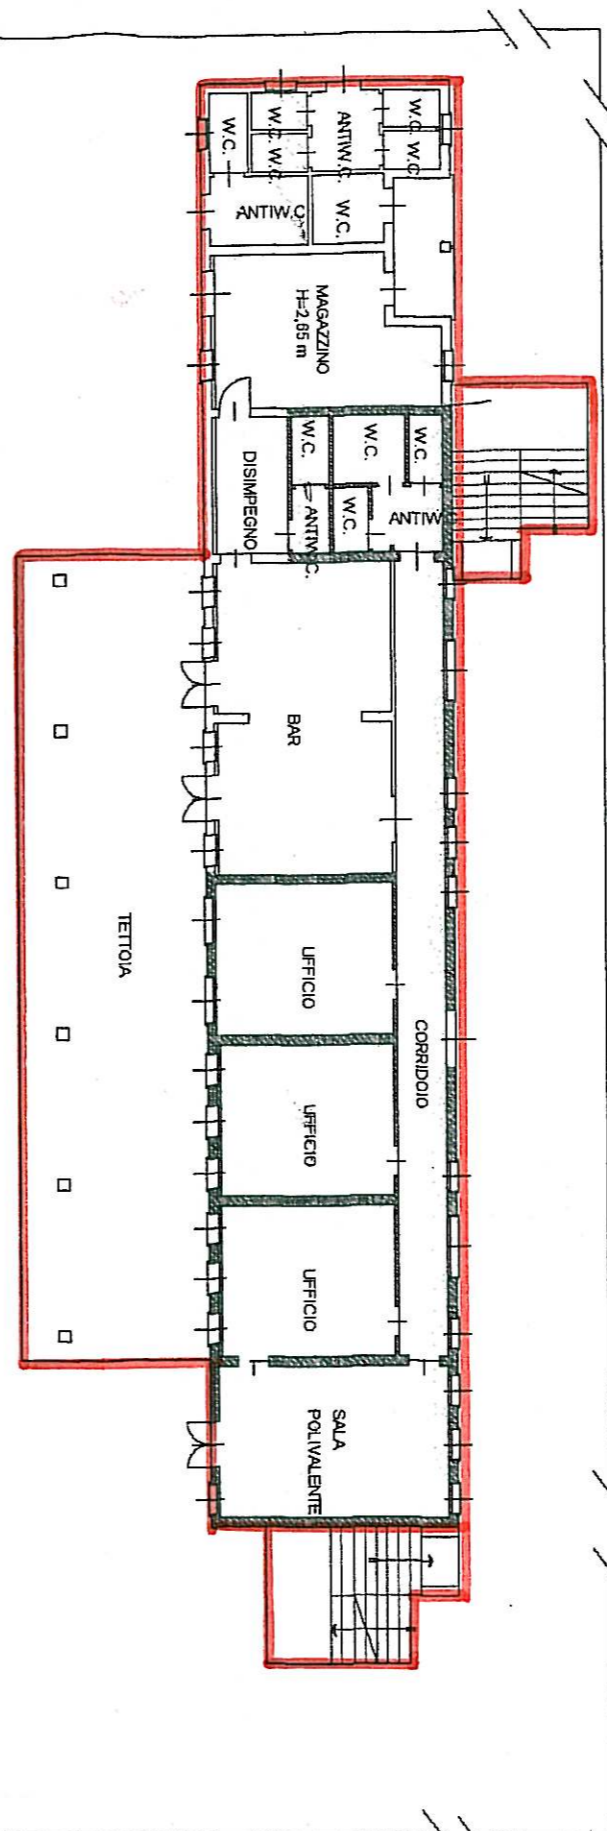 W.C.
W.C.
ANTIW.C.
W.C.
W.C.
W.C.
W.C.
ANTIW.C
MAGAZZINO
H=2,65 m
W.C.
W.C.
W.C.
ANTIW
W.C.
ANTIW.C.
DISIMPEGNO
BAR
TETTOIA
UFFICIO
CORRIDOIO
UFFICIO
UFFICIO
SALA
POLIVALENTE